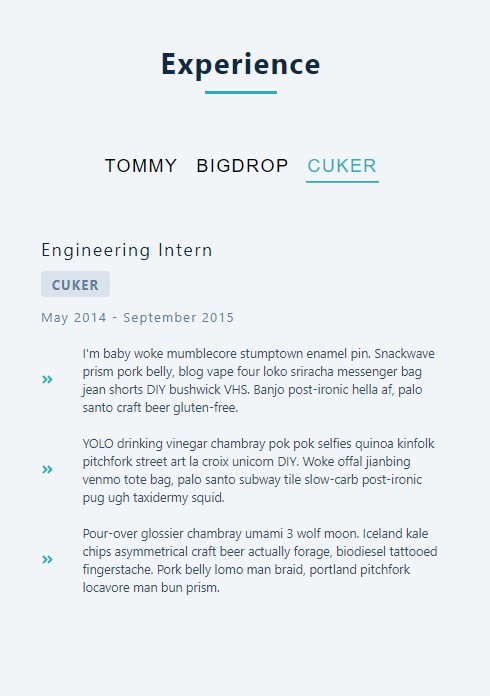 Experience
TOMMY BIGDROP CUKER
Engineering Intern
CUKER
May 2014 - September 2015
I'm baby woke mumblecore stumptown enamel pin. Snackwave
prism pork belly, blog vape four loko sriracha messenger bag
jean shorts DIY bushwick VHS. Banjo post-ironic hella af, palo
santo craft beer gluten-free.
YOLO drinking vinegar chambray pok pok selfies quinoa kinfolk
pitchfork street art la croix unicorn DIY. Woke offal jianbing
venmo tote bag, palo santo subway tile slow-carb post-ironic
pug ugh taxidermy squid.
Pour-over glossier chambray umami 3 wolf moon. Iceland kale
chips asymmetrical craft beer actually forage, biodiesel tattooed
fingerstache. Pork belly lomo man braid, portland pitchfork
locavore man bun prism.